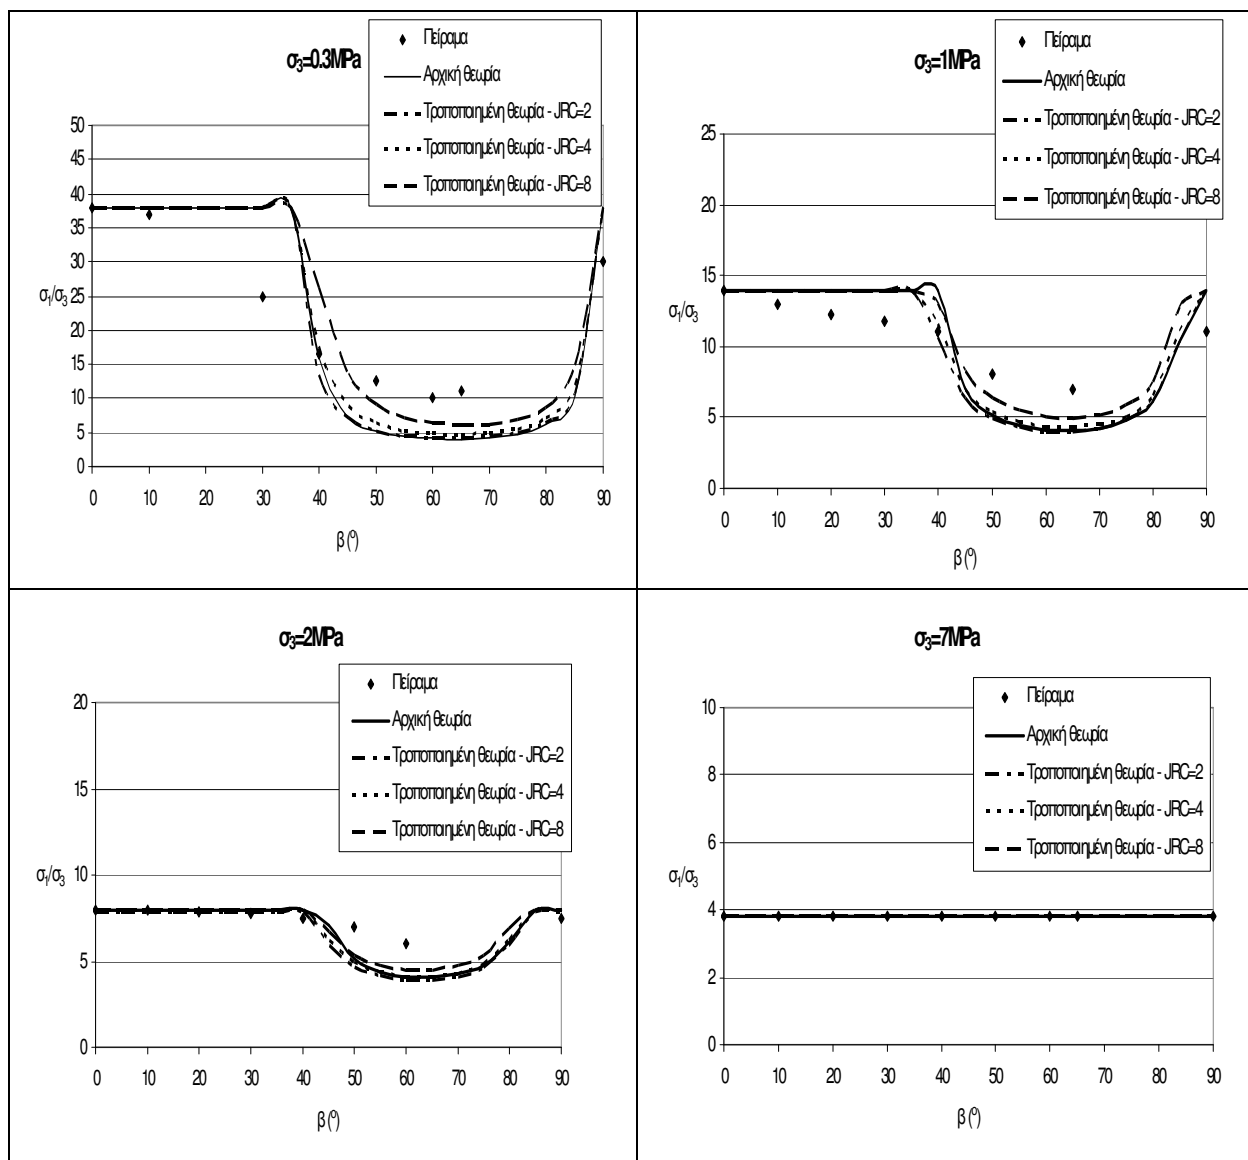 σ3=0.3MPa
Πείραμα
Αρχική θεωρία
Τροποποιημένη θεωρία - JRC=2
Τροποποιημένη θεωρία - JRC=4
Τροποποιημένη θεωρία - JRC=8
50
45
40
35
30
25
20
15
10
5
0
σ1/σ3
0 10 20 30 40 50 60 70 80 90
β (º)
σ3=1MPa
Πείραμα
Αρχική θεωρία
Τροποποιημένη θεωρία - JRC=2
Τροποποιημένη θεωρία - JRC=4
Τροποποιημένη θεωρία - JRC=8
25
20
15
10
5
0
σ1/σ3
0 10 20 30 40 50 60 70 80 90
β (º)
σ3=2MPa
Πείραμα
Αρχική θεωρία
Τροποποιημένη θεωρία - JRC=2
Τροποποιημένη θεωρία - JRC=4
Τροποποιημένη θεωρία - JRC=8
20
15
10
5
0
σ1/σ3
0 10 20 30 40 50 60 70 80 90
β (º)
σ3=7MPa
Πείραμα
Αρχική θεωρία
Τροποποιημένη θεωρία - JRC=2
Τροποποιημένη θεωρία - JRC=4
Τροποποιημένη θεωρία - JRC=8
10
8
6
4
2
0
σ1/σ3
0 10 20 30 40 50 60 70 80 90
β (º)